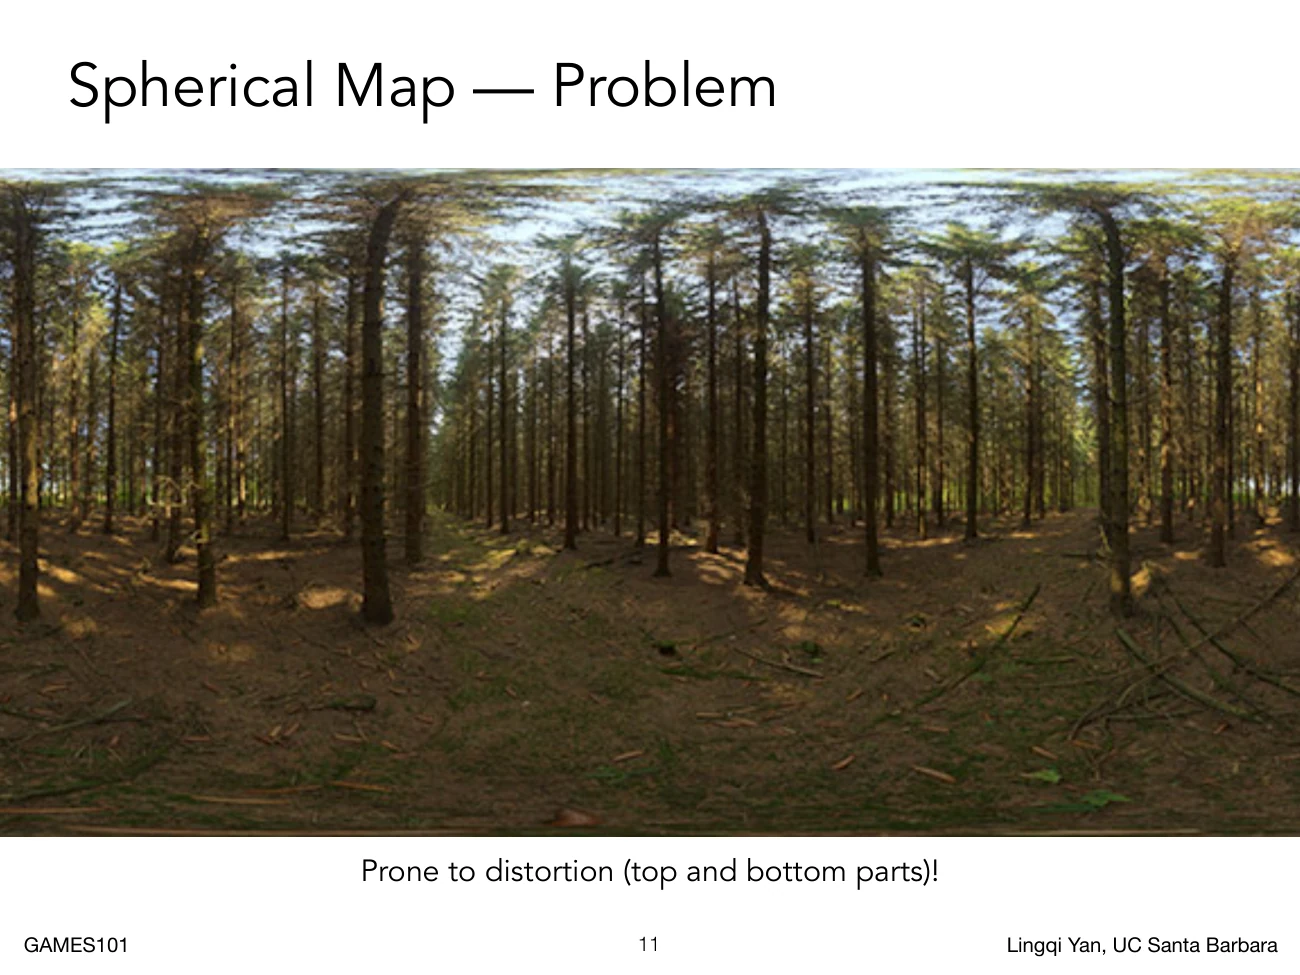 Spherical Map — Problem
Prone to distortion (top and bottom parts)!
GAMES101
11
Lingqi Yan, UC Santa Barbara